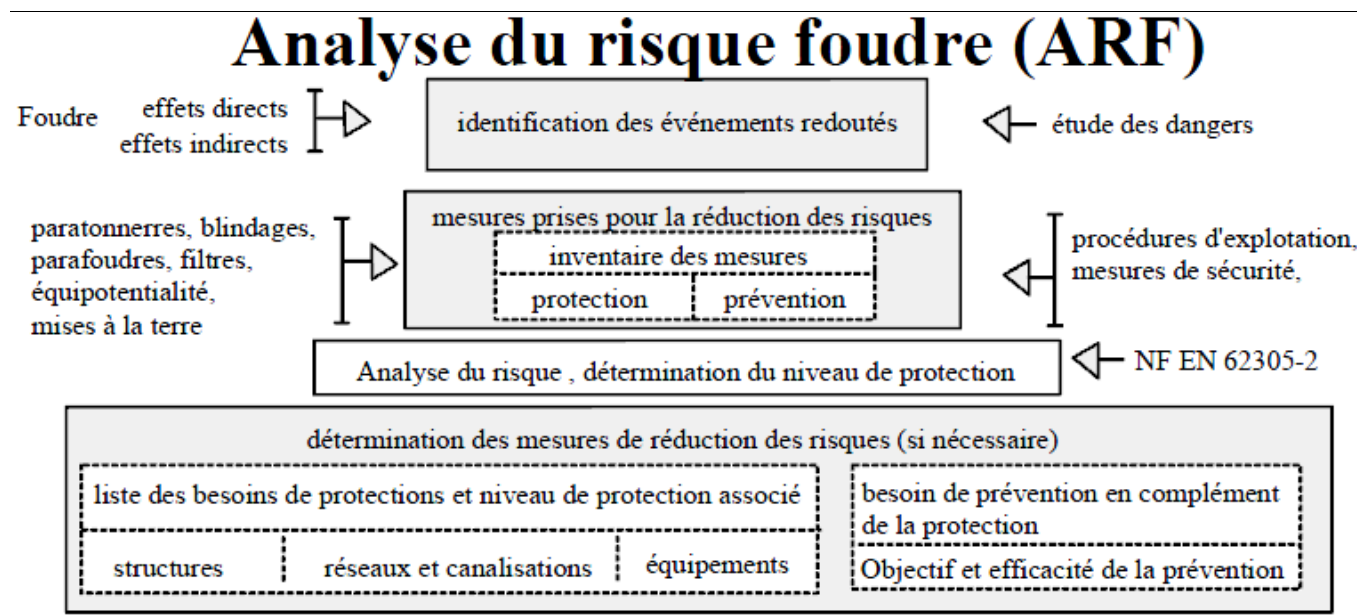 Analyse du risque foudre (ARF)
Foudre
effets directs
effets indirects
identification des événements redoutés
étude des dangers
paratonnerres, blindages,
parafoudres, filtres,
équipotentialité,
mises à la terre
mesures prises pour la réduction des risques
inventaire des mesures
protection
prévention
procédures d'explotation,
mesures de sécurité,
Analyse du risque , détermination du niveau de protection
NF EN 62305-2
détermination des mesures de réduction des risques (si nécessaire)
liste des besoins de protections et niveau de protection associé
structures
réseaux et canalisations
équipements
besoin de prévention en complément
de la protection
Objectif et efficacité de la prévention